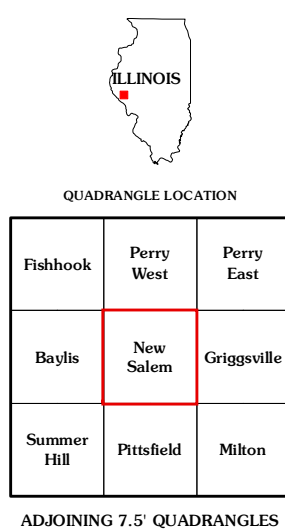 ILLINOIS
QUADRANGLE LOCATION
Fishhook
Perry
West
Perry
East
Baylis
New
Salem
Griggsville
Summer
Hill
Pittsfield
Milton
ADJOINING 7.5' QUADRANGLES